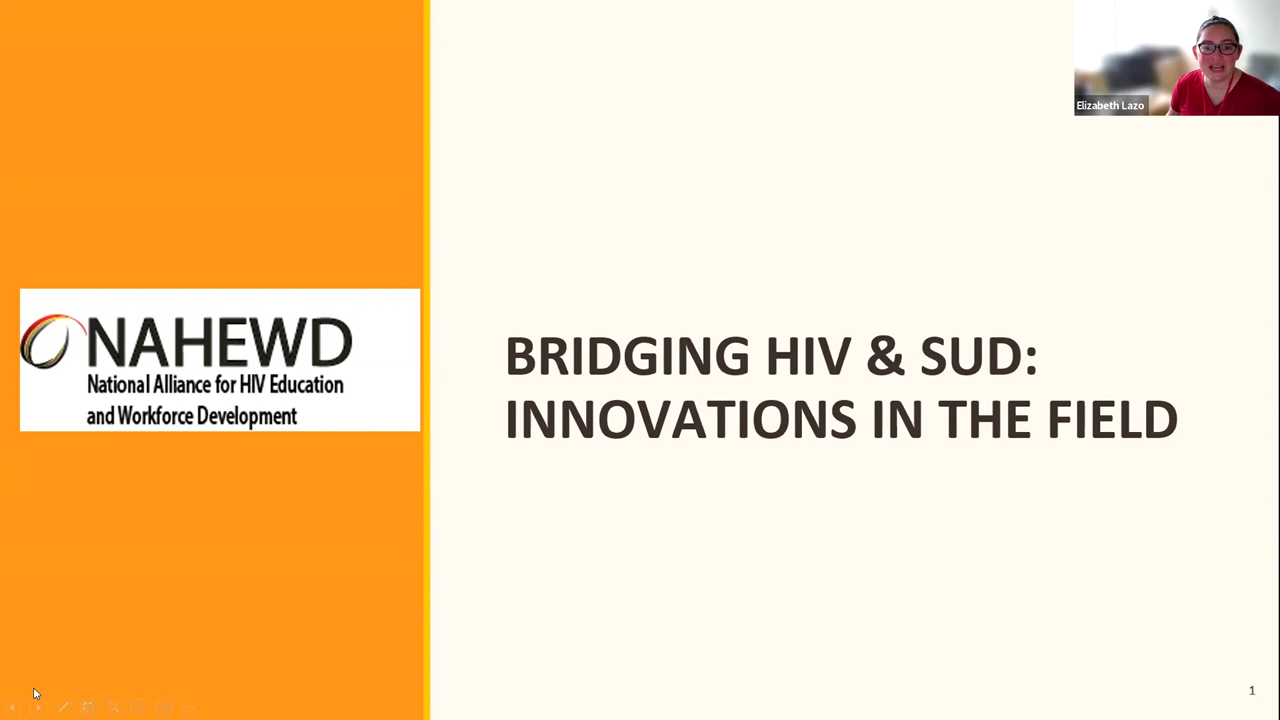 Elizabeth Lazo
NAHEWD
National Alliance for HIV Education
and Workforce Development
BRIDGING HIV & SUD:
INNOVATIONS IN THE FIELD
1